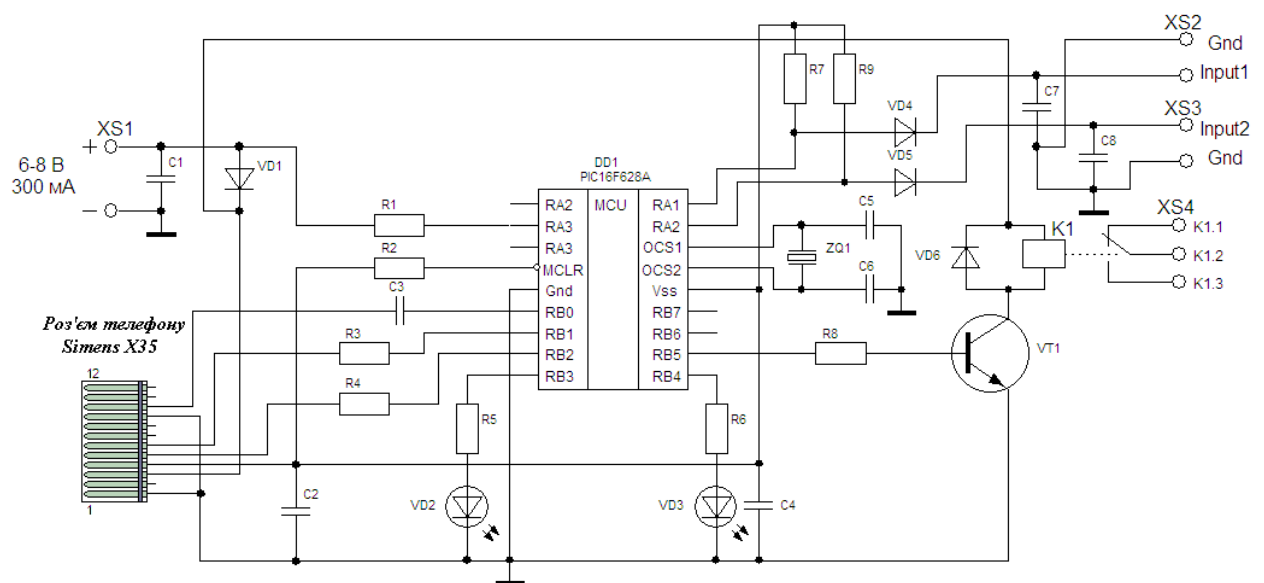 XS2
Gnd
Input1
XS3
Input2
Gnd
XS4
K1.1
K1.2
K1.3
R7
R9
VD4
VD5
C7
C8
XS1
+
6-8 В
300 мА
–
C1
VD1
R1
R2
C3
DD1
PIC16F628A
MCU
RA2
RA3
RA3
MCLR
Gnd
RB0
RB1
RB2
RB3
RA1
RA2
OCS1
OCS2
Vss
RB7
RB6
RB5
RB4
C5
ZQ1
C6
VD6
K1
R8
VT1
Роз'єм телефону
Simens X35
12
1
R3
R4
R5
R6
C2
VD2
VD3
C4